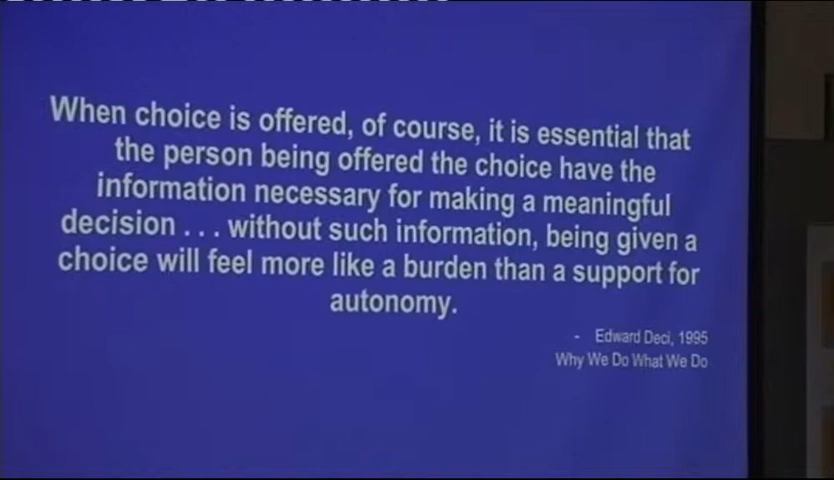 When choice is offered, of course, it is essential that
the person being offered the choice have the
information necessary for making a meaningful
decision . . . without such information, being given a
choice will feel more like a burden than a support for
autonomy.
- Edward Deci, 1995
Why We Do What We Do